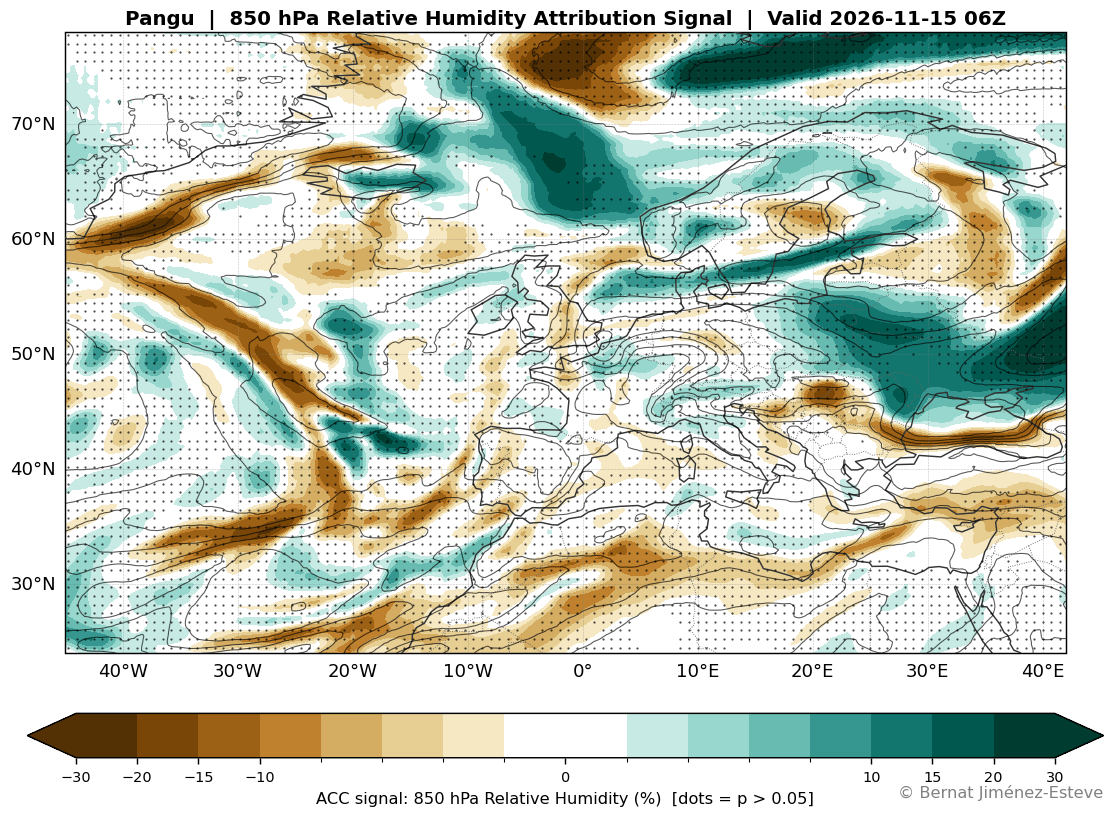 Pangu | 850 hPa Relative Humidity Attribution Signal | Valid 2026-11-15 06Z
70°N
60°N
50°N
40°N
30°N
40°W 30°W 20°W 10°W 0° 10°E 20°E 30°E 40°E
−30 −20 −15 −10 0 10 15 20 30
ACC signal: 850 hPa Relative Humidity (%) [dots = p > 0.05]
© Bernat Jiménez-Esteve